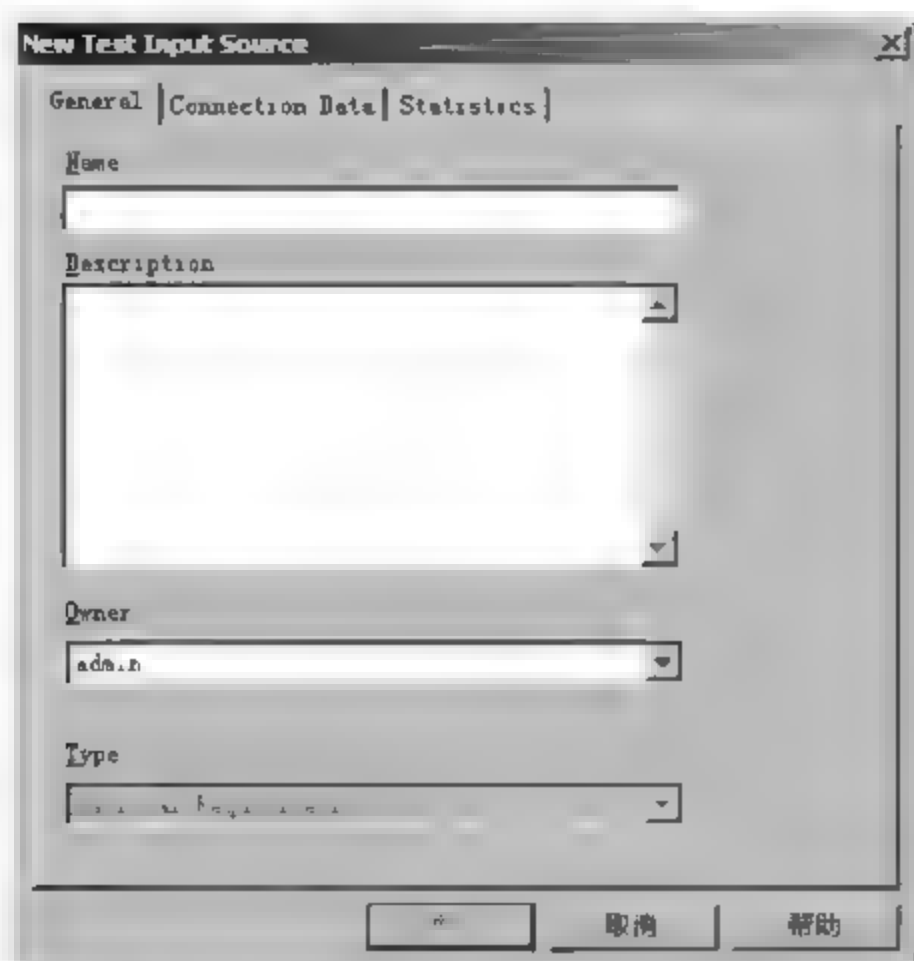 New Test Input Source
General Connection Data Statistics
Name
Description
Owner
admin
Type
取消 帮助